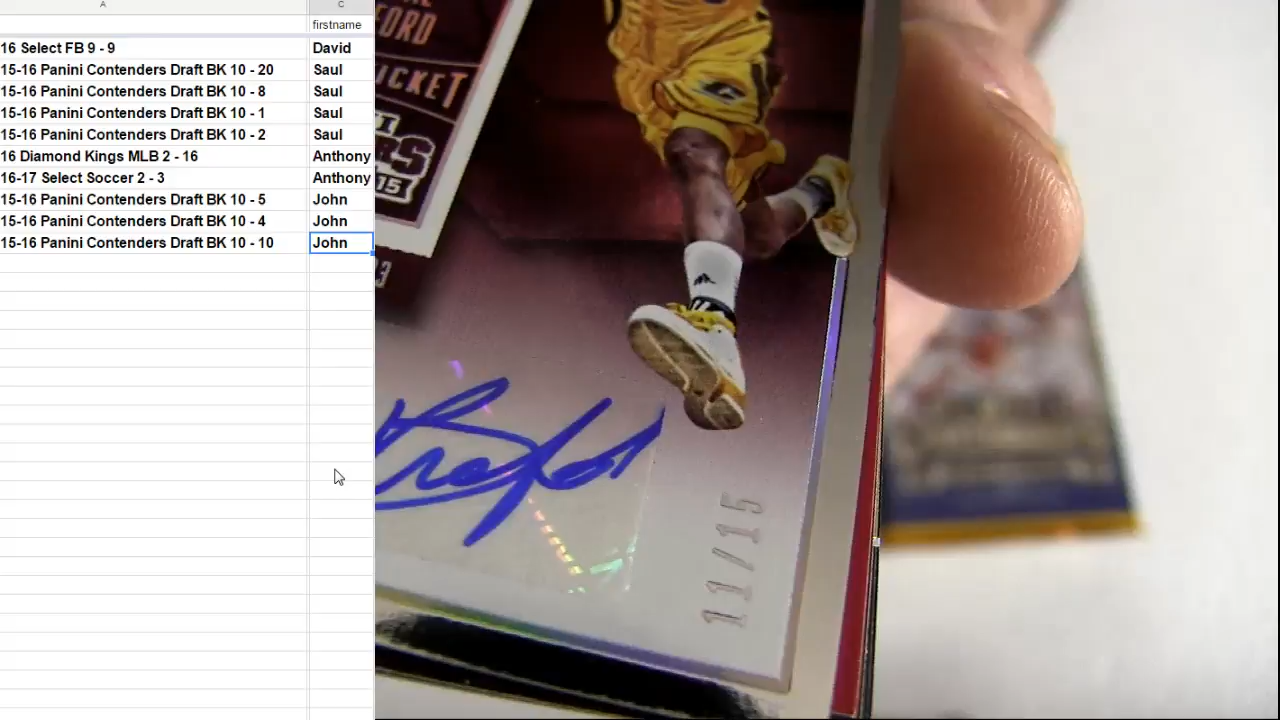 A
C
firstname
16 Select FB 9 - 9 David
15-16 Panini Contenders Draft BK 10 - 20 Saul
15-16 Panini Contenders Draft BK 10 - 8 Saul
15-16 Panini Contenders Draft BK 10 - 1 Saul
15-16 Panini Contenders Draft BK 10 - 2 Saul
16 Diamond Kings MLB 2 - 16 Anthony
16-17 Select Soccer 2 - 3 Anthony
15-16 Panini Contenders Draft BK 10 - 5 John
15-16 Panini Contenders Draft BK 10 - 4 John
15-16 Panini Contenders Draft BK 10 - 10 John
FORD
ICKET
RS
15
11/15